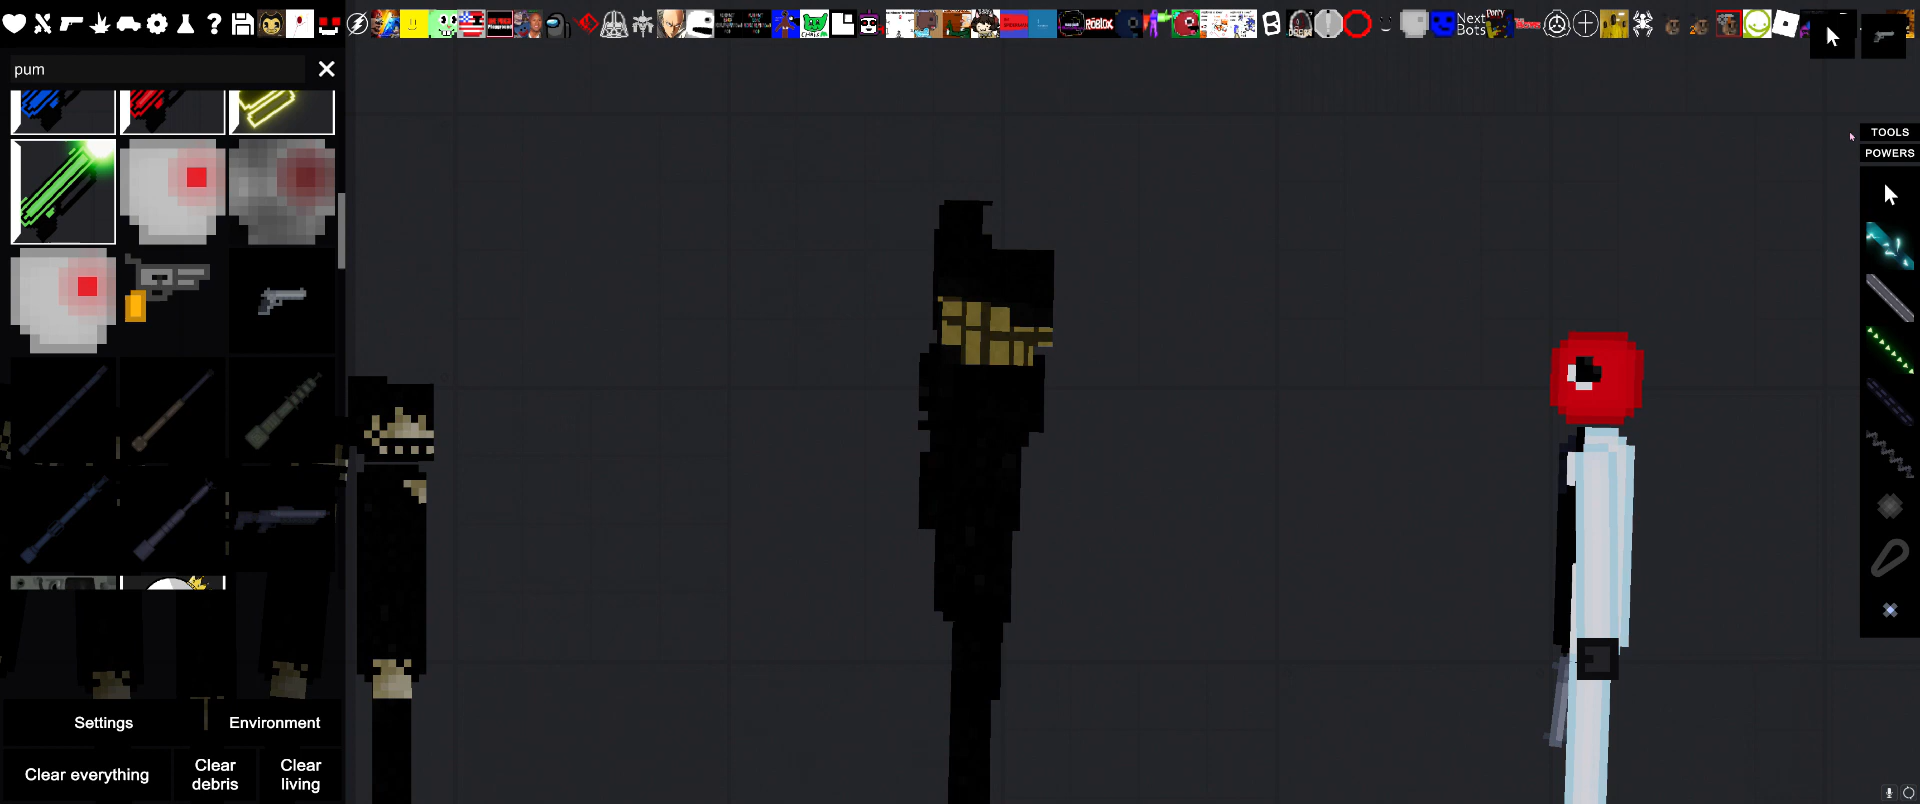 ROBLOX
Next
Bots
pum
TOOLS
POWERS
Settings
Environment
Clear everything
Clear
debris
Clear
living